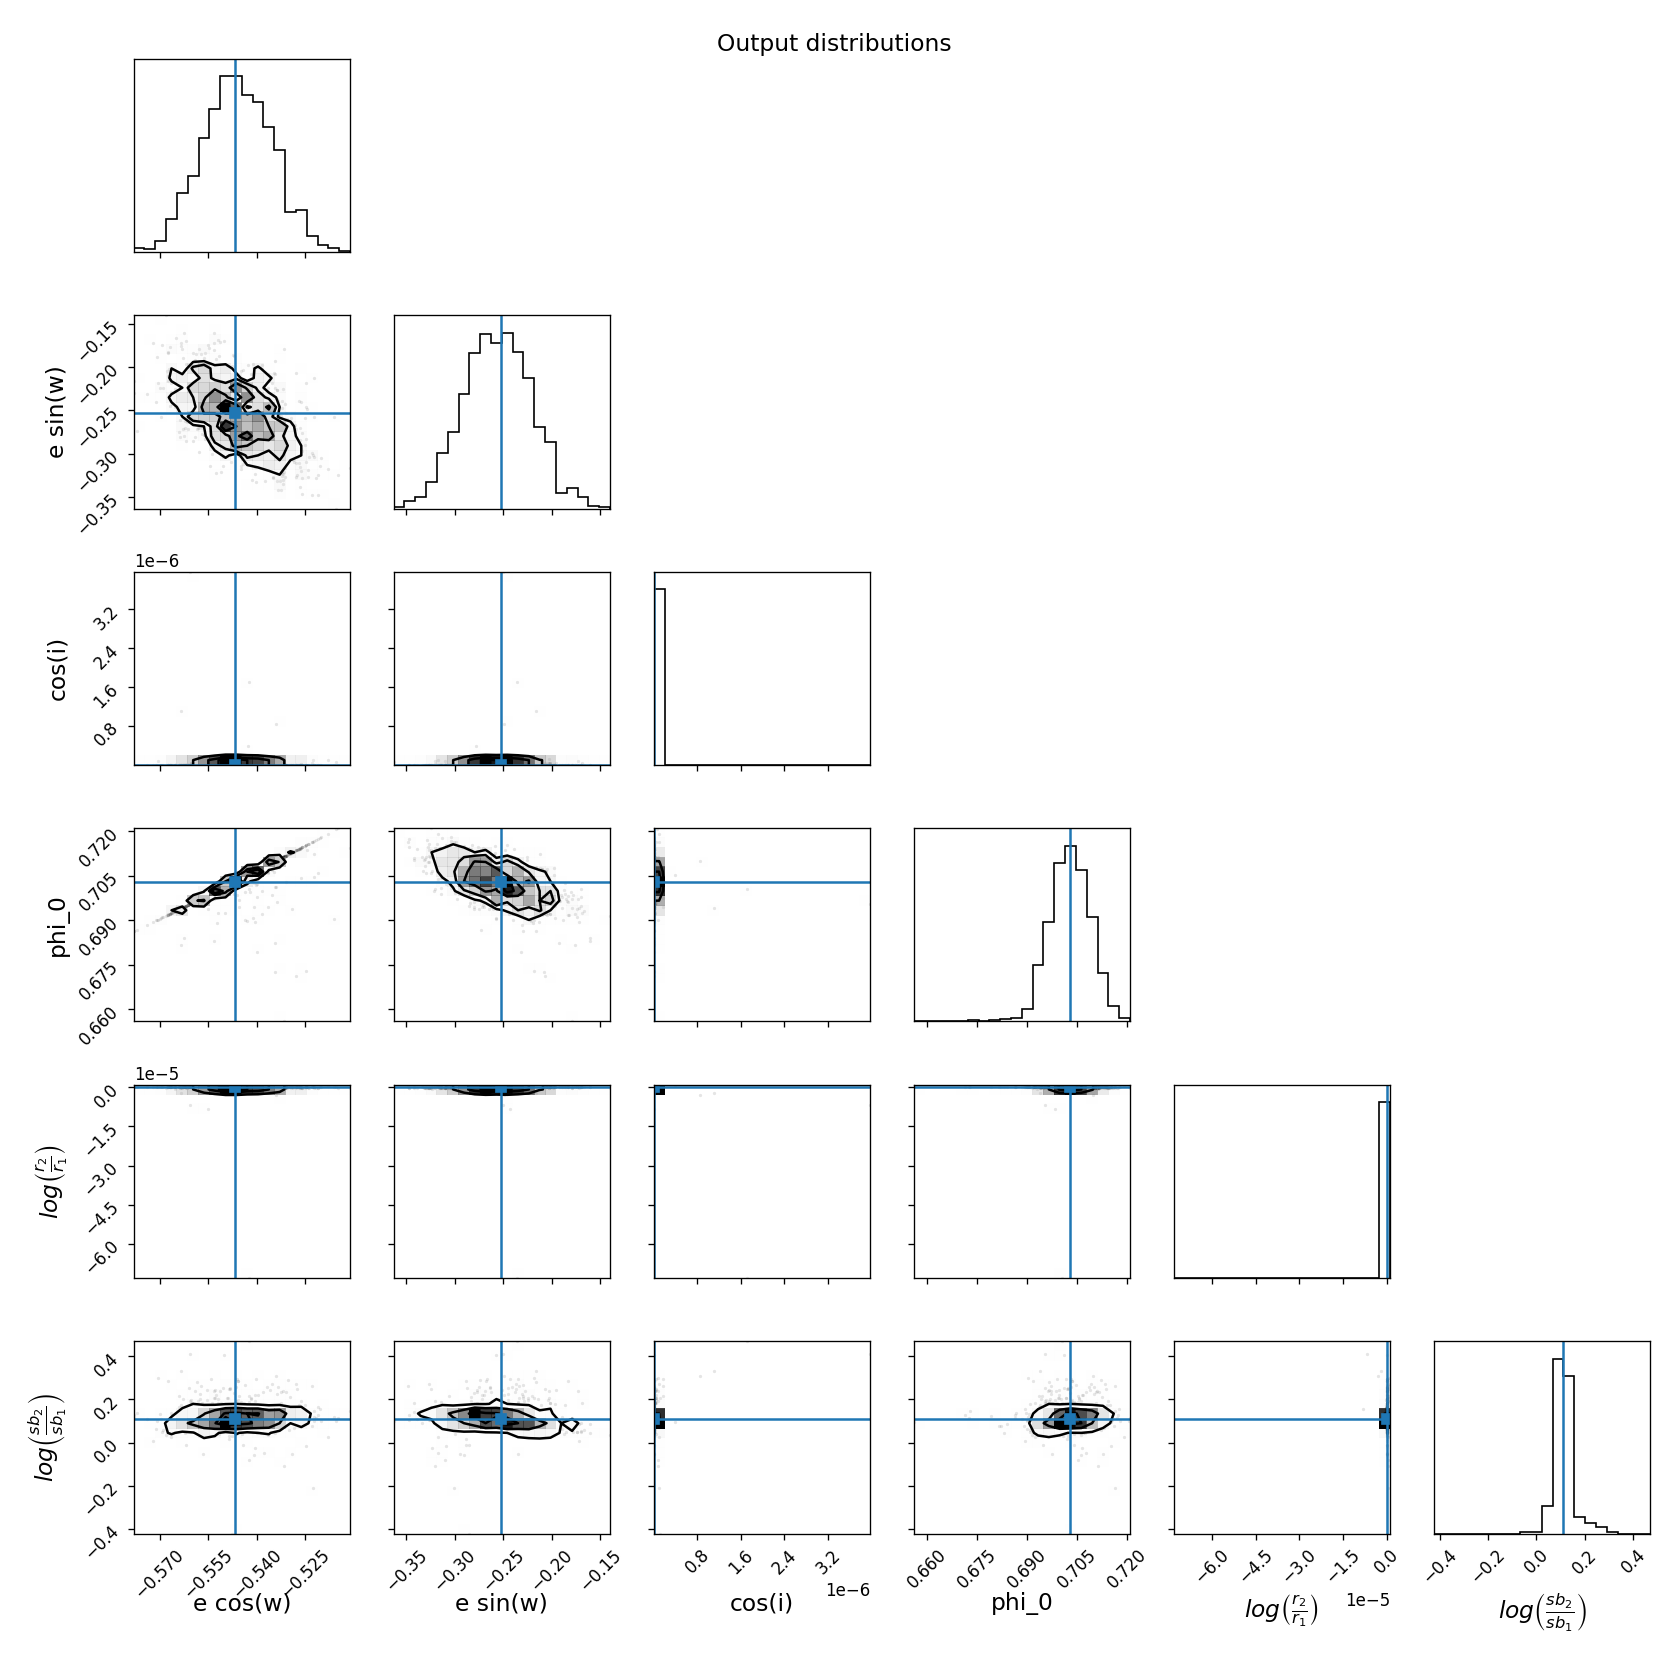 Output distributions
e sin(w)
−0.15
−0.20
−0.25
−0.30
−0.35
1e−6
cos(i)
3.2
2.4
1.6
0.8
phi_0
0.720
0.705
0.690
0.675
0.660
1e−5
log(r₂/r₁)
0.0
−1.5
−3.0
−4.5
−6.0
log(sb₂/sb₁)
0.4
0.2
0.0
−0.2
−0.4
−0.570 −0.555 −0.540 −0.525
e cos(w)
−0.35 −0.30 −0.25 −0.20 −0.15
e sin(w)
0.8 1.6 2.4 3.2
1e−6
cos(i)
0.660 0.675 0.690 0.705 0.720
phi_0
−6.0 −4.5 −3.0 −1.5 0.0
1e−5
log(r₂/r₁)
−0.4 −0.2 0.0 0.2 0.4
log(sb₂/sb₁)